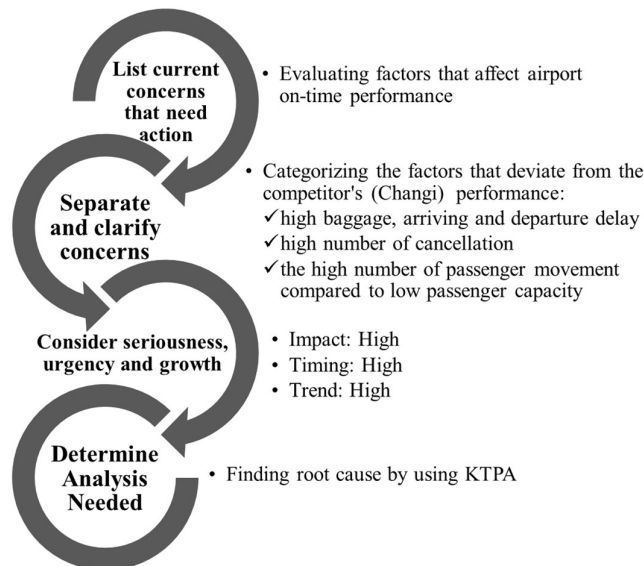 List current
concerns
that need
action
• Evaluating factors that affect airport
on-time performance
Separate
and clarify
concerns
• Categorizing the factors that deviate from the
competitor's (Changi) performance:
✓high baggage, arriving and departure delay
✓high number of cancellation
✓the high number of passenger movement
compared to low passenger capacity
Consider seriousness,
urgency and growth
• Impact: High
• Timing: High
• Trend: High
Determine
Analysis
Needed
• Finding root cause by using KTPA